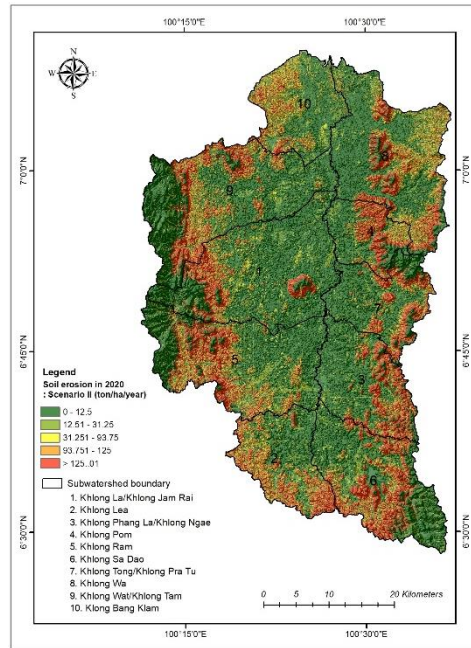 100°15'0"E
100°30'0"E
N
W
E
S
7°0'0"N
7°0'0"N
10
8
9
4
1
7
6°45'0"N
6°45'0"N
5
3
2
6
Legend
Soil erosion in 2020
: Scenario II (ton/ha/year)
0 - 12.5
12.51 - 31.25
31.251 - 93.75
93.751 - 125
> 125..01
Subwatershed boundary
1. Khlong La/Khlong Jam Rai
2. Khlong Lea
3. Khlong Phang La/Khlong Ngae
4. Khlong Pom
5. Khlong Ram
6. Khlong Sa Dao
7. Khlong Tong/Khlong Pra Tu
8. Khlong Wa
9. Khlong Wat/Khlong Tam
10. Klong Bang Klam
6°30'0"N
6°30'0"N
0 5 10 20 Kilometers
100°15'0"E
100°30'0"E